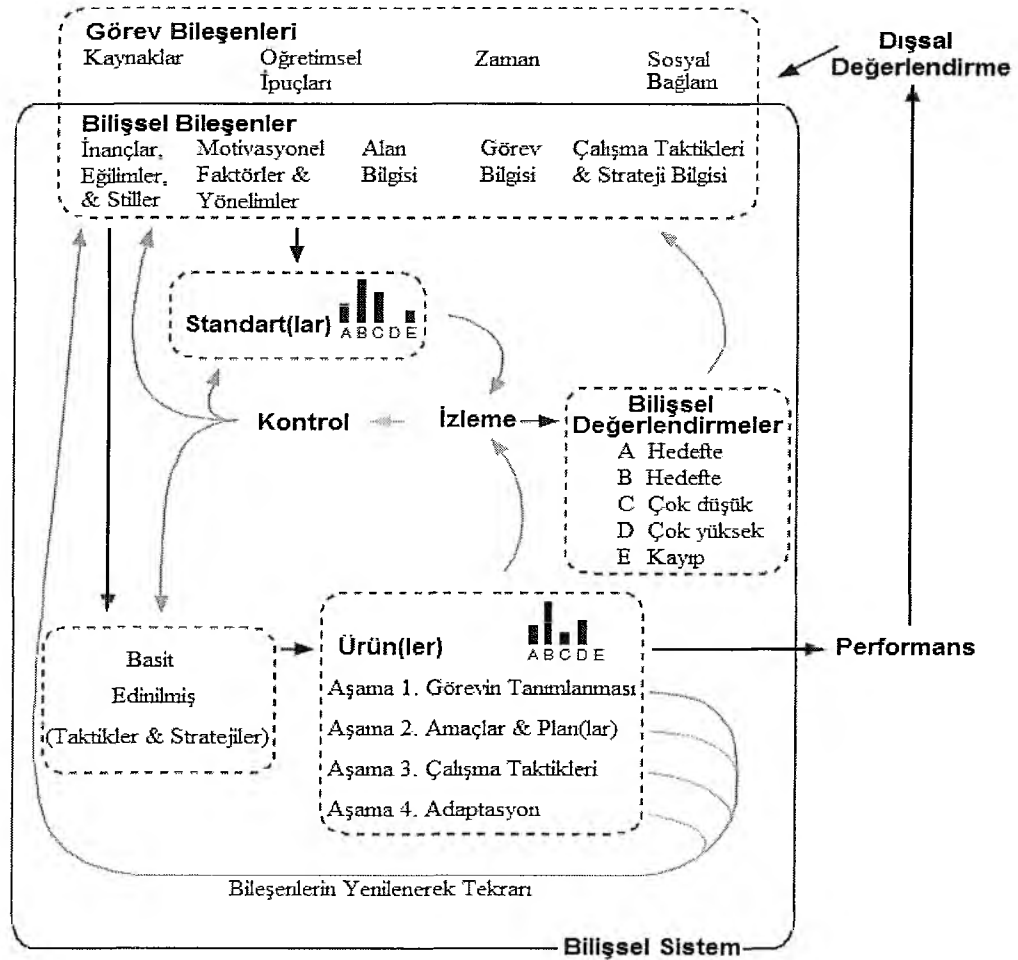 Görev Bileşenleri
Kaynaklar
Öğretimsel
İpuçları
Zaman
Sosyal
Bağlam
Dışsal
Değerlendirme
Bilişsel Bileşenler
İnançlar,
Eğilimler,
& Stiller
Motivasyonel
Faktörler &
Yönelimler
Alan
Bilgisi
Görev
Bilgisi
Çalışma Taktikleri
& Strateji Bilgisi
Standart(lar)
A B C D E
Kontrol
İzleme
Bilişsel
Değerlendirmeler
A Hedefte
B Hedefte
C Çok düşük
D Çok yüksek
E Kayıp
Basit
Edinilmiş
(Taktikler & Stratejiler)
Ürün(ler)
A B C D E
Aşama 1. Görevin Tanımlanması
Aşama 2. Amaçlar & Plan(lar)
Aşama 3. Çalışma Taktikleri
Aşama 4. Adaptasyon
Performans
Bileşenlerin Yenilenerek Tekrarı
Bilişsel Sistem